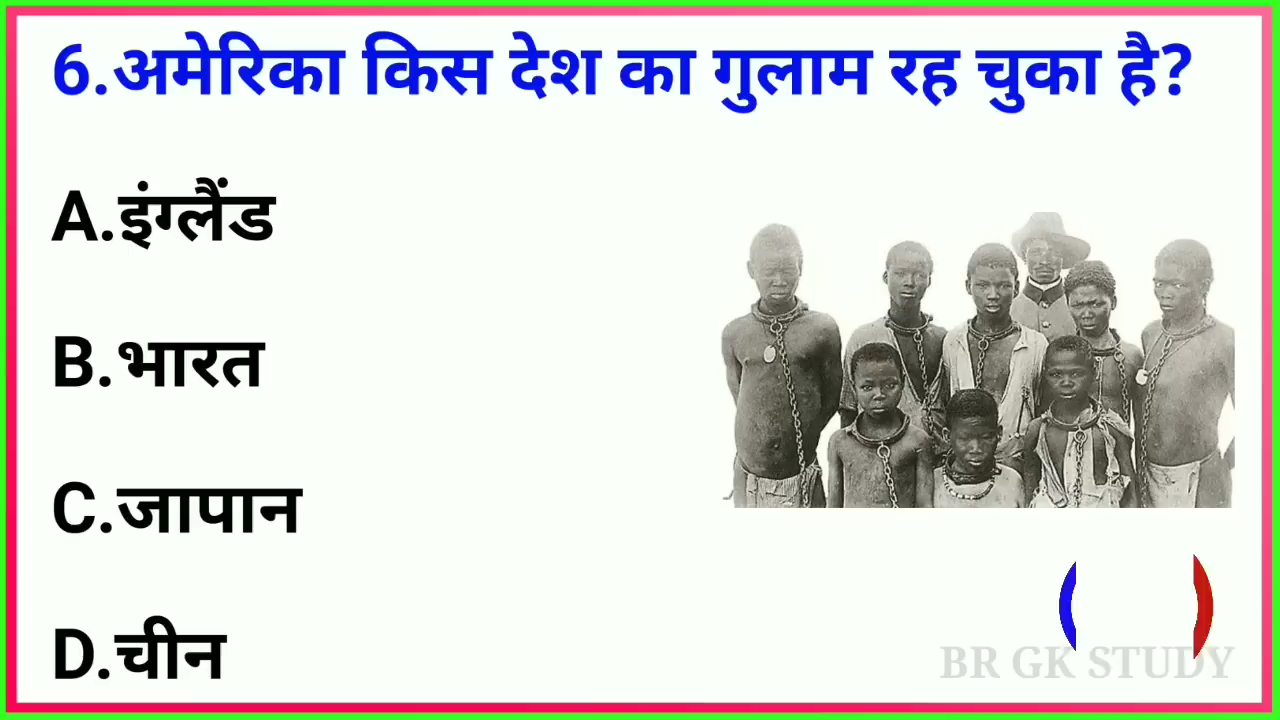 6.अमेरिका किस देश का गुलाम रह चुका है?
A.इंग्लैंड
B.भारत
C.जापान
D.चीन
BR GK STUDY